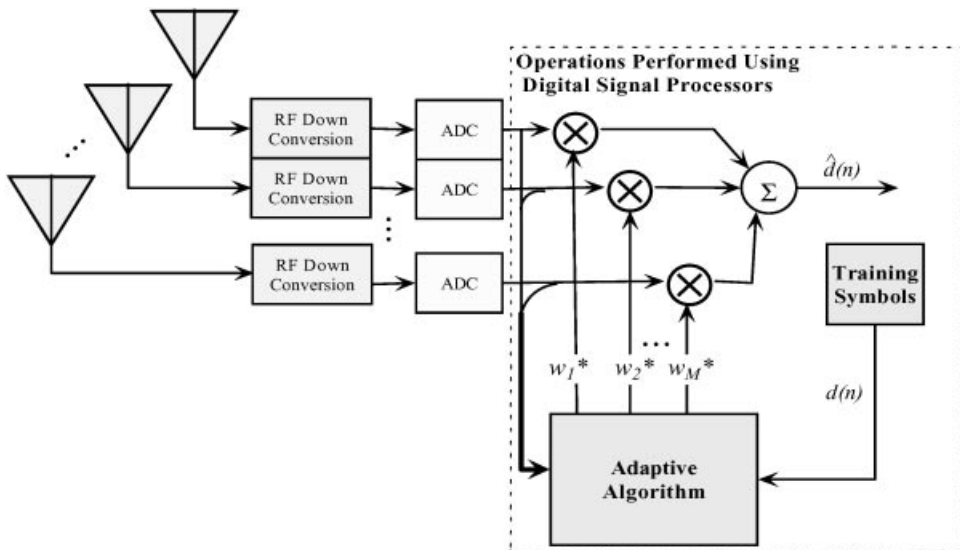 Operations Performed Using
Digital Signal Processors
RF Down
Conversion
ADC
RF Down
Conversion
ADC
RF Down
Conversion
ADC
Σ
d̂(n)
Training
Symbols
w₁*
w₂*
...
w_M*
d(n)
Adaptive
Algorithm